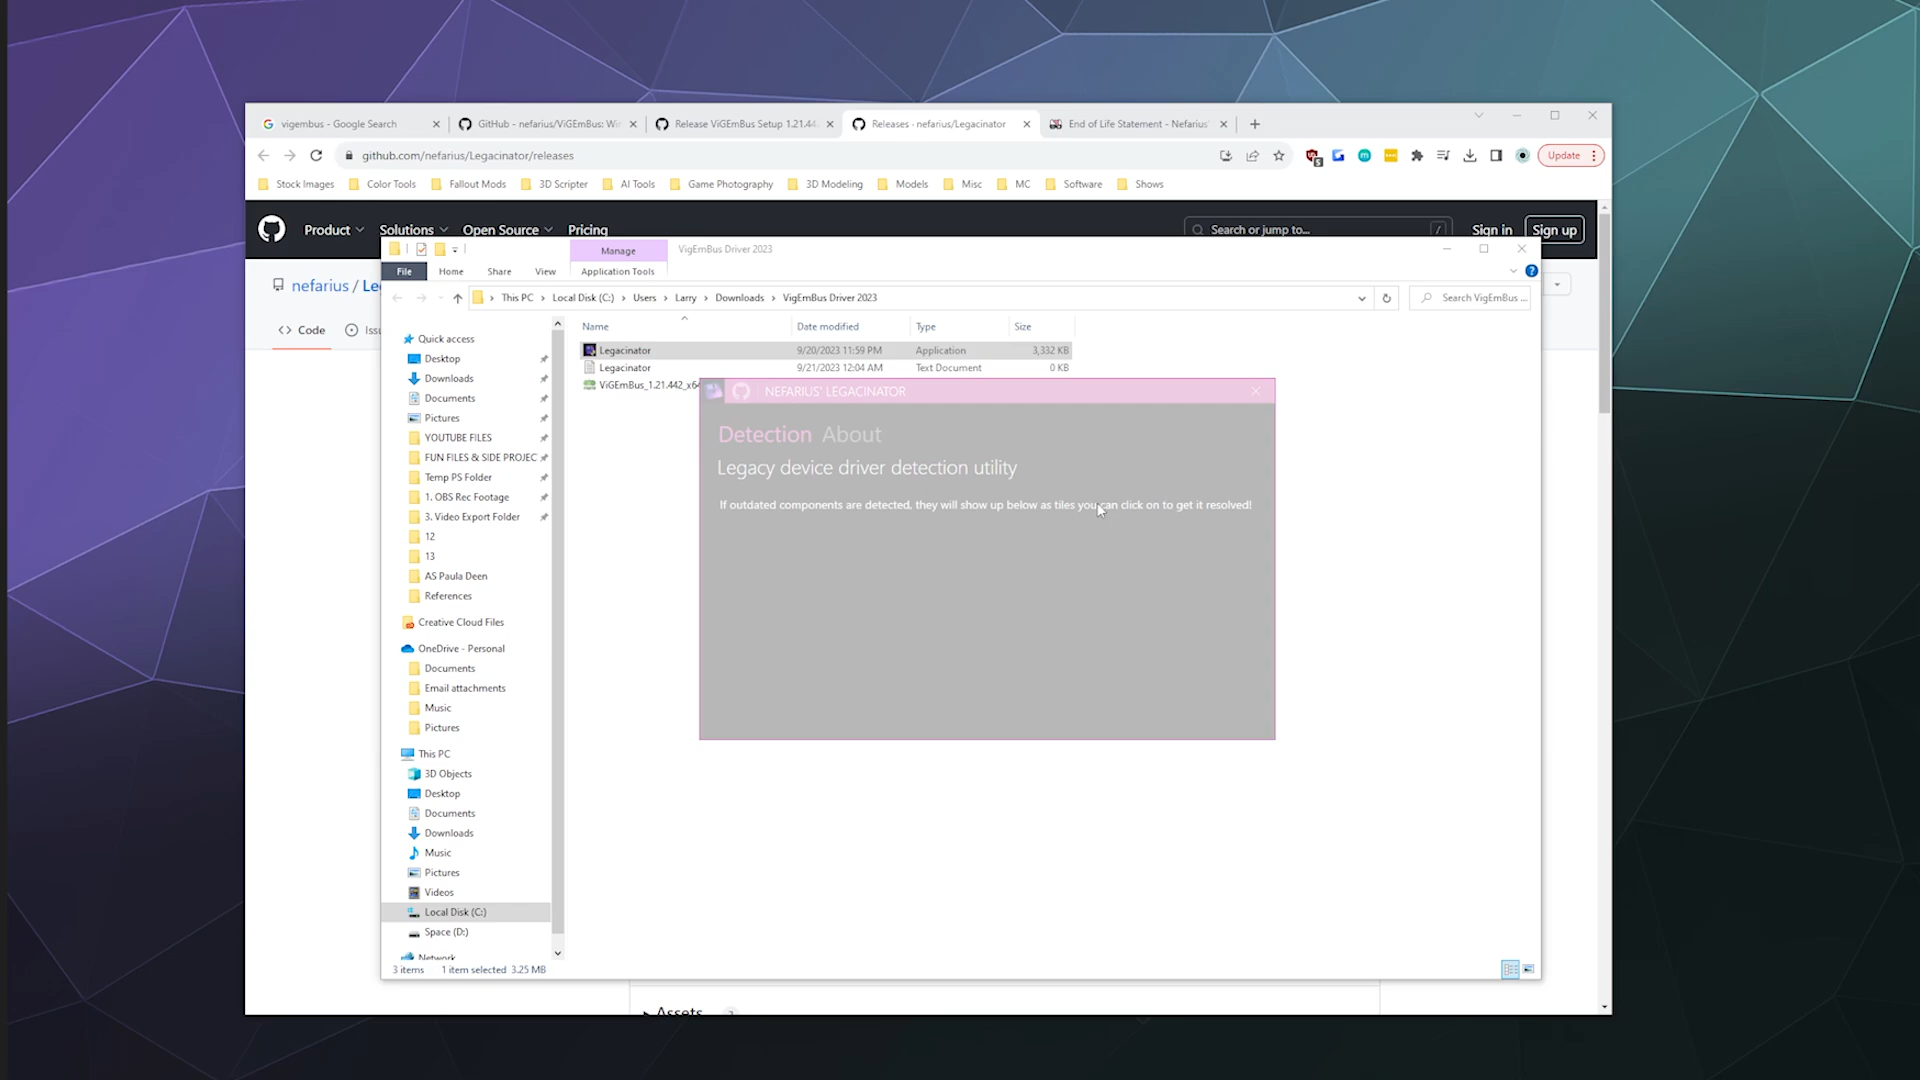 vigembus - Google Search
GitHub - nefarius/ViGEmBus: Wi
Release ViGEmBus Setup 1.21.44
Releases · nefarius/Legacinator
End of Life Statement - Nefarius'
github.com/nefarius/Legacinator/releases
Update
Stock Images
Color Tools
Fallout Mods
3D Scripter
AI Tools
Game Photography
3D Modeling
Models
Misc
MC
Software
Shows
Product
Solutions
Open Source
Pricing
Search or jump to...
/
Sign in
Sign up
nefarius / Le
Code
Issu
Manage
VigEmBus Driver 2023
File
Home
Share
View
Application Tools
This PC > Local Disk (C:) > Users > Larry > Downloads > VigEmBus Driver 2023
Search VigEmBus ...
Name
Date modified
Type
Size
Legacinator 9/20/2023 11:59 PM Application 3,332 KB
Legacinator 9/21/2023 12:04 AM Text Document 0 KB
ViGEmBus_1.21.442_x64
Quick access
Desktop
Downloads
Documents
Pictures
YOUTUBE FILES
FUN FILES & SIDE PROJEC
Temp PS Folder
1. OBS Rec Footage
3. Video Export Folder
12
13
AS Paula Deen
References
Creative Cloud Files
OneDrive - Personal
Documents
Email attachments
Music
Pictures
This PC
3D Objects
Desktop
Documents
Downloads
Music
Pictures
Videos
Local Disk (C:)
Space (D:)
Network
3 items
1 item selected 3.25 MB
NEFARIUS' LEGACINATOR
Detection About
Legacy device driver detection utility
If outdated components are detected, they will show up below as tiles you can click on to get it resolved!
Assets